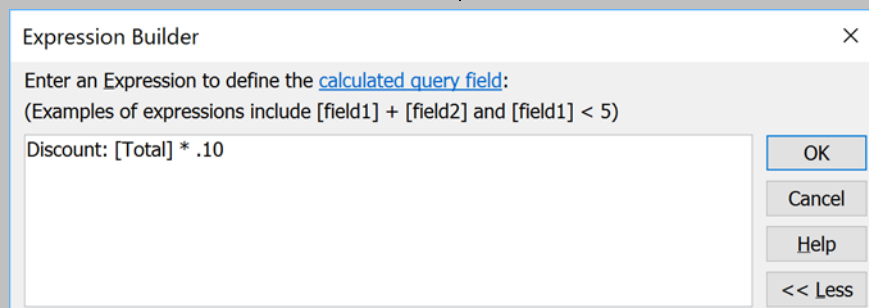 Expression Builder
Enter an Expression to define the calculated query field:
(Examples of expressions include [field1] + [field2] and [field1] < 5)
Discount: [Total] * .10
OK
Cancel
Help
<< Less